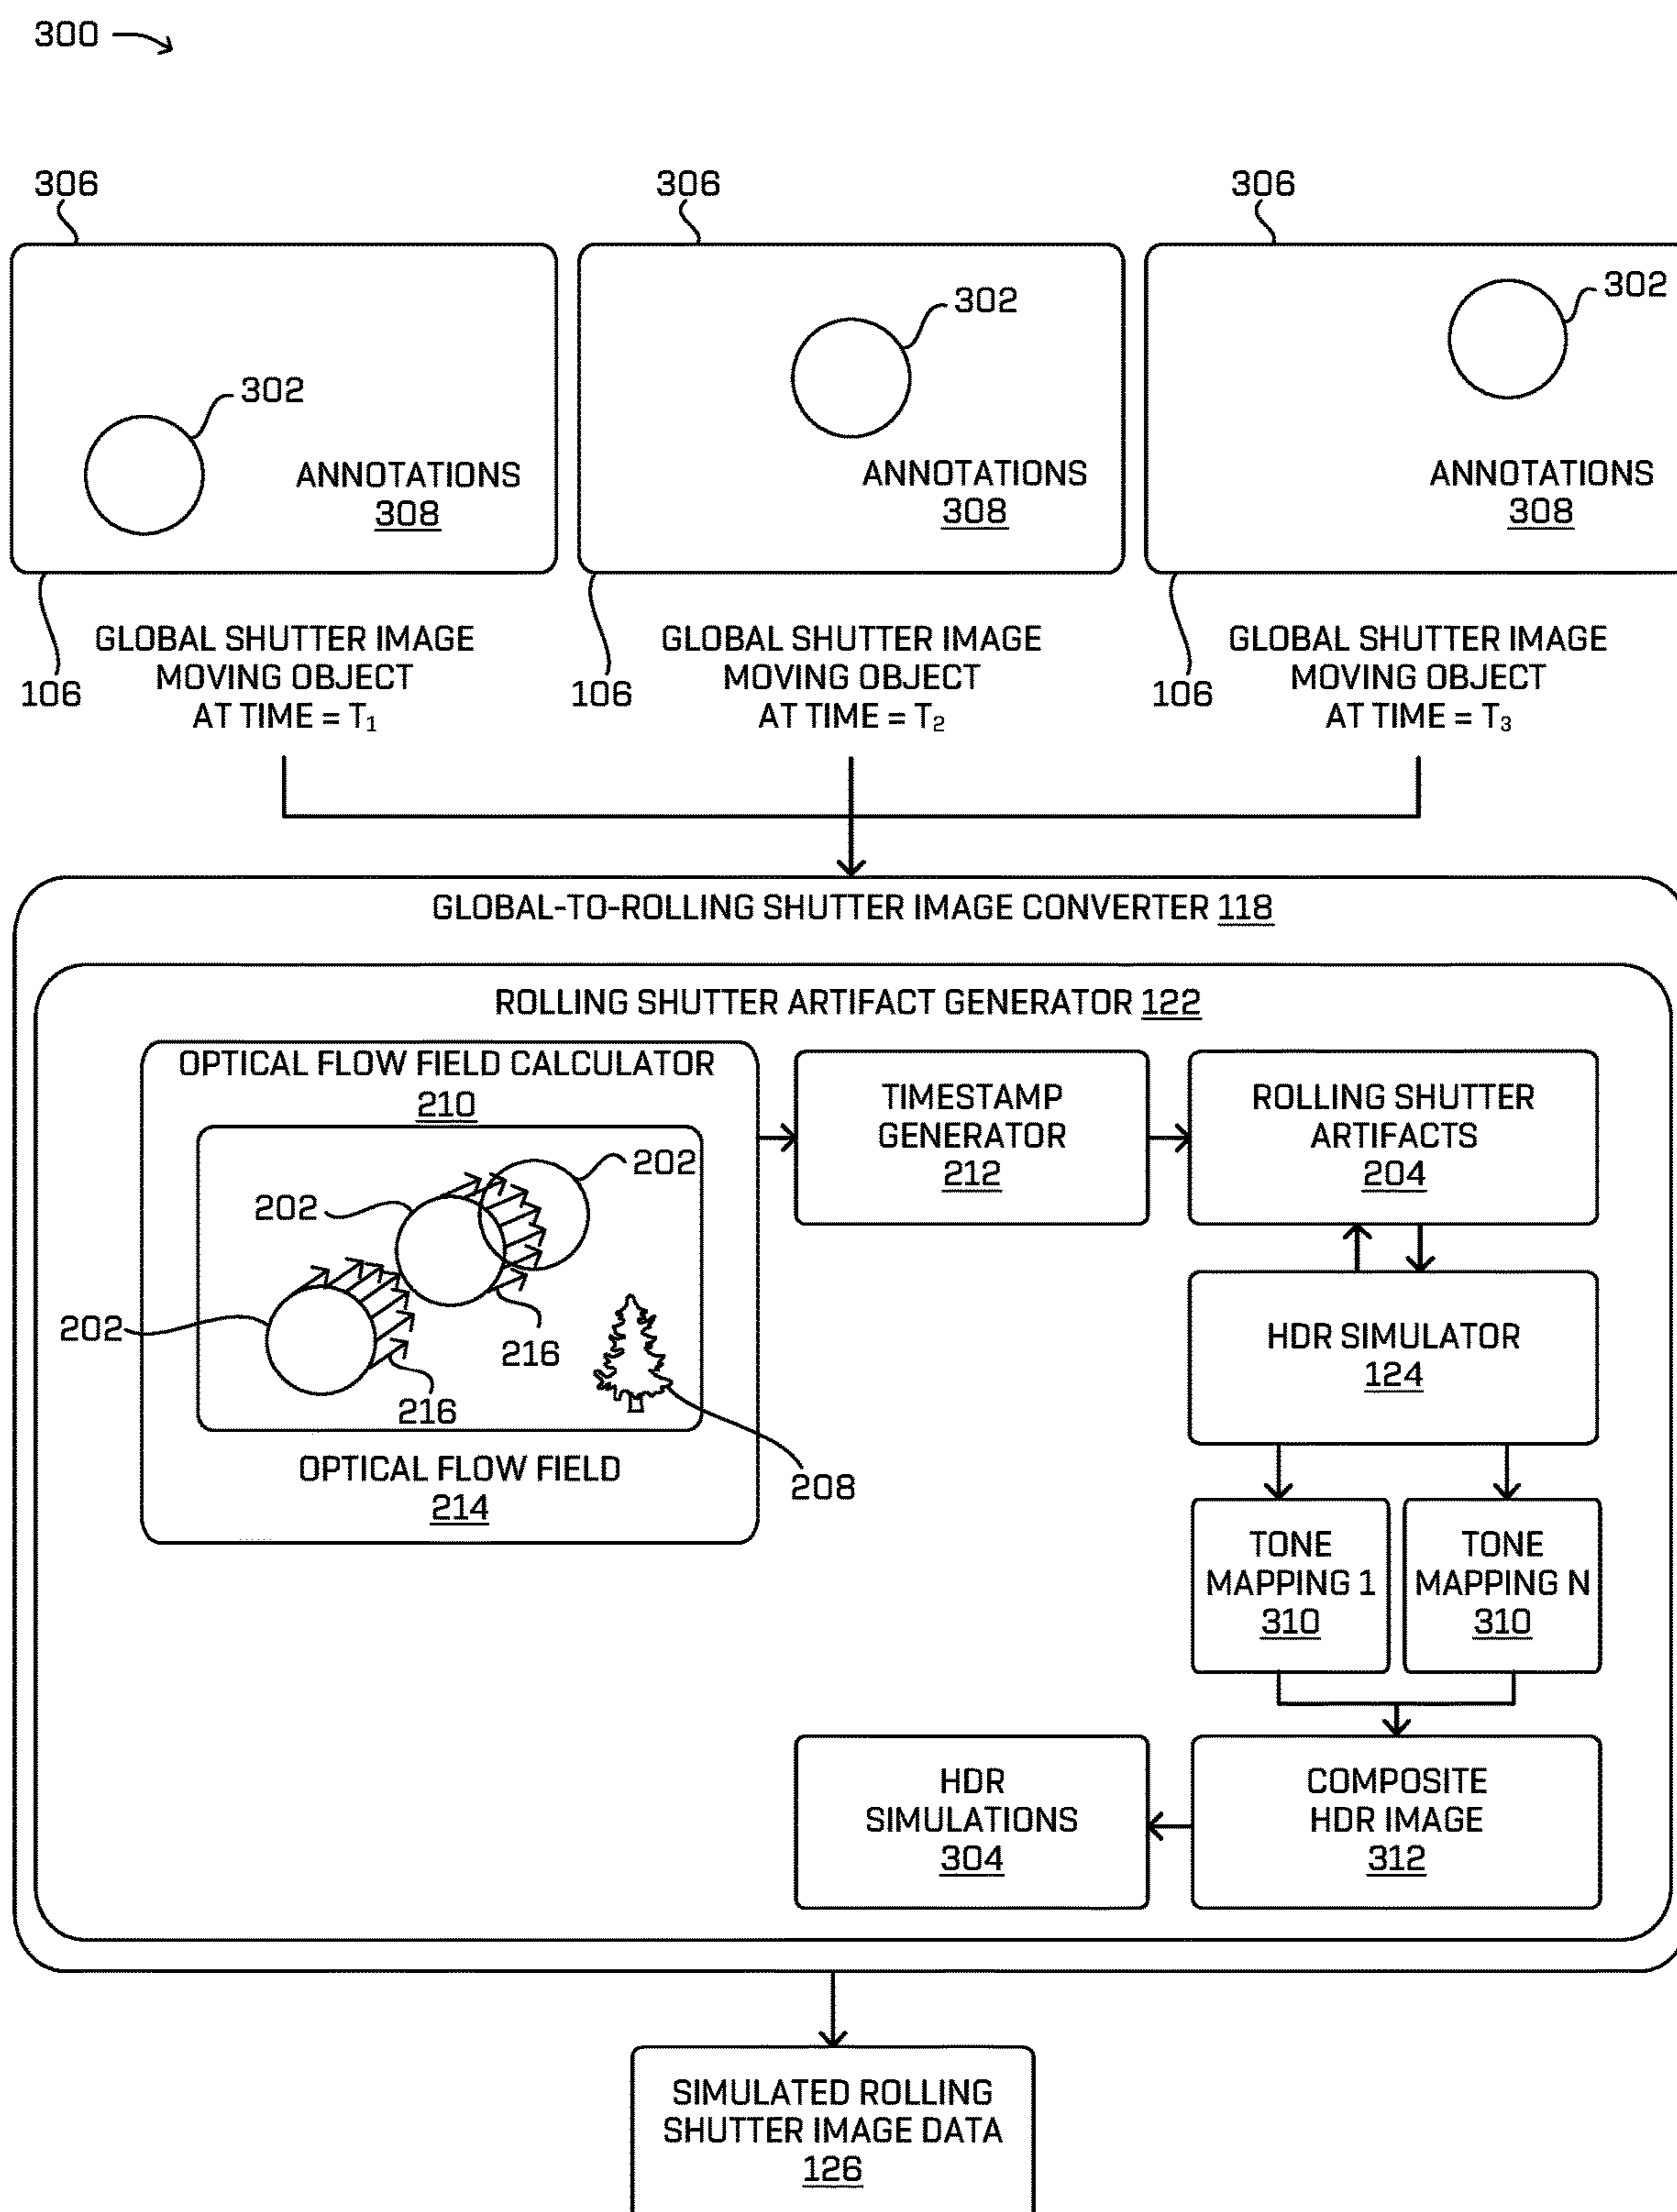 300
306
306
306
302
302
302
ANNOTATIONS
308
ANNOTATIONS
308
ANNOTATIONS
308
106
GLOBAL SHUTTER IMAGE
MOVING OBJECT
AT TIME = T₁
106
GLOBAL SHUTTER IMAGE
MOVING OBJECT
AT TIME = T₂
106
GLOBAL SHUTTER IMAGE
MOVING OBJECT
AT TIME = T₃
GLOBAL-TO-ROLLING SHUTTER IMAGE CONVERTER 118
ROLLING SHUTTER ARTIFACT GENERATOR 122
OPTICAL FLOW FIELD CALCULATOR
210
202
202
202
216
216
208
OPTICAL FLOW FIELD
214
TIMESTAMP
GENERATOR
212
ROLLING SHUTTER
ARTIFACTS
204
HDR SIMULATOR
124
TONE
MAPPING 1
310
TONE
MAPPING N
310
COMPOSITE
HDR IMAGE
312
HDR
SIMULATIONS
304
SIMULATED ROLLING
SHUTTER IMAGE DATA
126